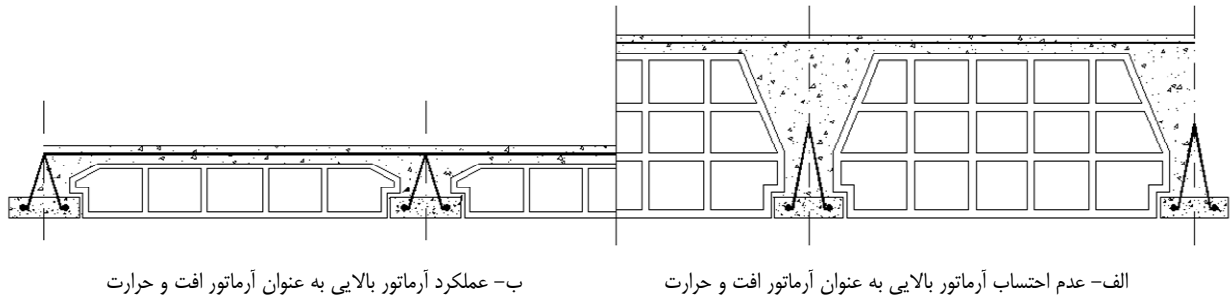 الف- عدم احتساب آرماتور بالایی به عنوان آرماتور افت و حرارت
ب- عملکرد آرماتور بالایی به عنوان آرماتور افت و حرارت